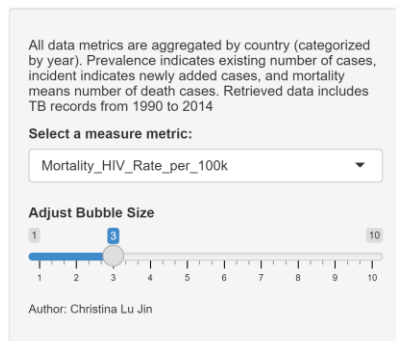 All data metrics are aggregated by country (categorized
by year). Prevalence indicates existing number of cases,
incident indicates newly added cases, and mortality
means number of death cases. Retrieved data includes
TB records from 1990 to 2014
Select a measure metric:
Mortality_HIV_Rate_per_100k
Adjust Bubble Size
1 3 10
1 2 3 4 5 6 7 8 9 10
Author: Christina Lu Jin